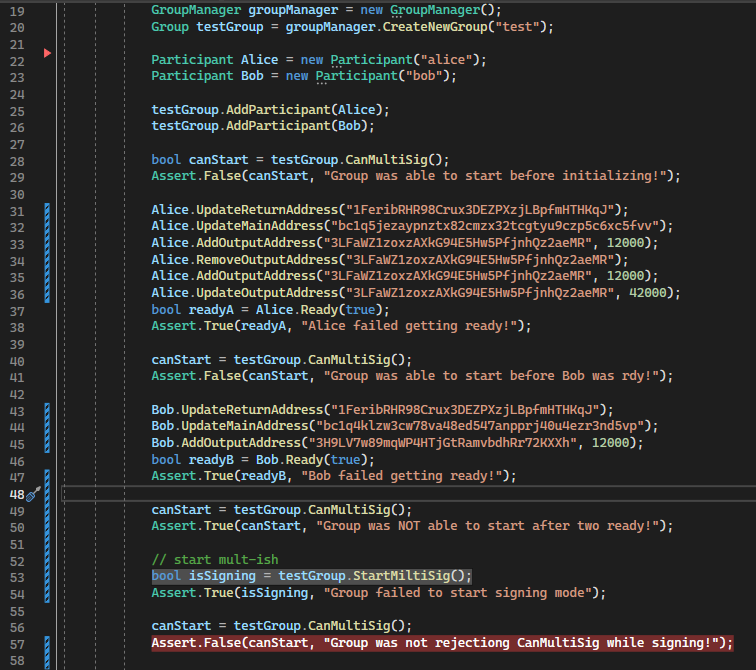 19 GroupManager groupManager = new GroupManager();
20 Group testGroup = groupManager.CreateNewGroup("test");
21
22 Participant Alice = new Participant("alice");
23 Participant Bob = new Participant("bob");
24
25 testGroup.AddParticipant(Alice);
26 testGroup.AddParticipant(Bob);
27
28 bool canStart = testGroup.CanMultiSig();
29 Assert.False(canStart, "Group was able to start before initializing!");
30
31 Alice.UpdateReturnAddress("1FeribRHR98Crux3DEZPXzjLBpfmHTHKqJ");
32 Alice.UpdateMainAddress("bc1q5jezaypnztx82cmzx32tcgtyu9czp5c6xc5fvv");
33 Alice.AddOutputAddress("3LFaWZ1zoxzAXkG94E5Hw5PfjnhQz2aeMR", 12000);
34 Alice.RemoveOutputAddress("3LFaWZ1zoxzAXkG94E5Hw5PfjnhQz2aeMR");
35 Alice.AddOutputAddress("3LFaWZ1zoxzAXkG94E5Hw5PfjnhQz2aeMR", 12000);
36 Alice.UpdateOutputAddress("3LFaWZ1zoxzAXkG94E5Hw5PfjnhQz2aeMR", 42000);
37 bool readyA = Alice.Ready(true);
38 Assert.True(readyA, "Alice failed getting ready!");
39
40 canStart = testGroup.CanMultiSig();
41 Assert.False(canStart, "Group was able to start before Bob was rdy!");
42
43 Bob.UpdateReturnAddress("1FeribRHR98Crux3DEZPXzjLBpfmHTHKqJ");
44 Bob.UpdateMainAddress("bc1q4klzw3cw78va48ed547anpprj40u4ezr3nd5vp");
45 Bob.AddOutputAddress("3H9LV7w89mqWP4HTjGtRamvbdhRr72KXXh", 12000);
46 bool readyB = Bob.Ready(true);
47 Assert.True(readyB, "Bob failed getting ready!");
48
49 canStart = testGroup.CanMultiSig();
50 Assert.True(canStart, "Group was NOT able to start after two ready!");
51
52 // start mult-ish
53 bool isSigning = testGroup.StartMiltiSig();
54 Assert.True(isSigning, "Group failed to start signing mode");
55
56 canStart = testGroup.CanMultiSig();
57 Assert.False(canStart, "Group was not rejectiong CanMultiSig while signing!");
58